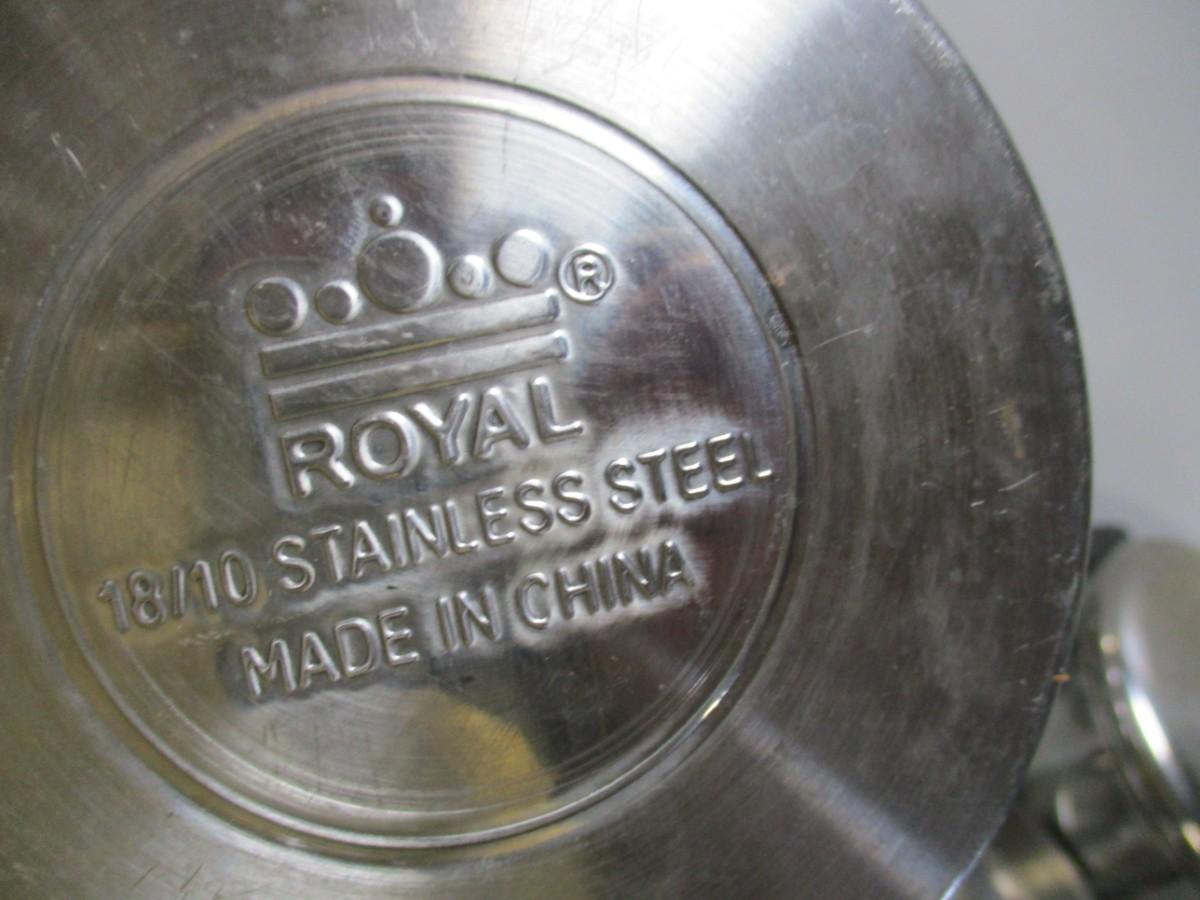 ®
ROYAL
18/10 STAINLESS STEEL
MADE IN CHINA